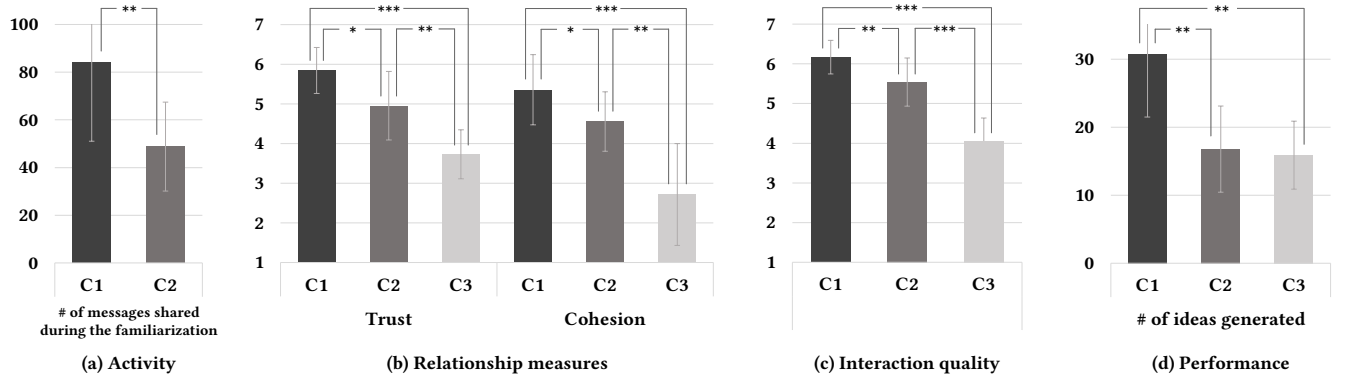 100
80
60
40
20
0
**
C1 C2
# of messages shared
during the familiarization
(a) Activity
7
6
5
4
3
2
1
***
* **
***
* **
C1 C2 C3 C1 C2 C3
Trust Cohesion
(b) Relationship measures
7
6
5
4
3
2
1
***
** ***
C1 C2 C3
(c) Interaction quality
30
20
10
0
**
**
C1 C2 C3
# of ideas generated
(d) Performance